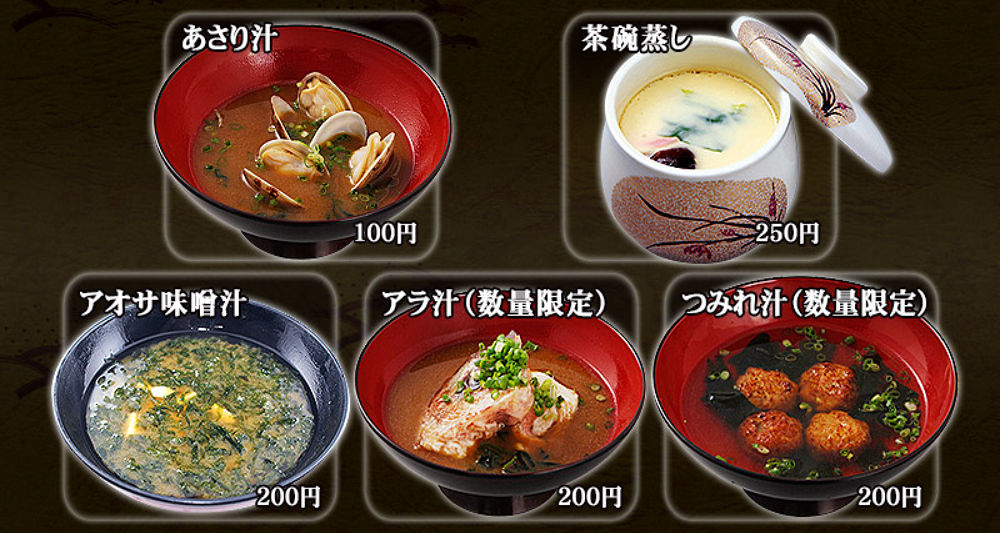 あさり汁
100円
茶碗蒸し
250円
アオサ味噌汁
200円
アラ汁（数量限定）
200円
つみれ汁（数量限定）
200円